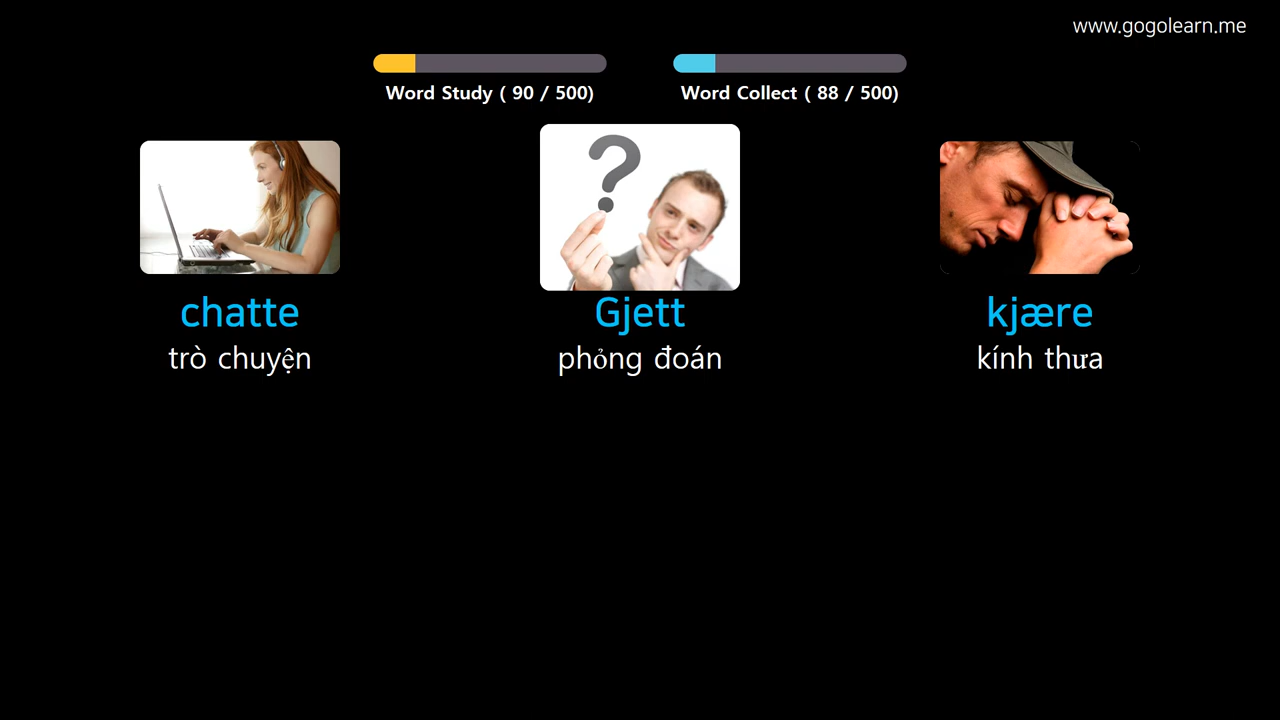 www.gogolearn.me
Word Study ( 90 / 500)
Word Collect ( 88 / 500)
chatte
trò chuyện
Gjett
phỏng đoán
kjære
kính thưa